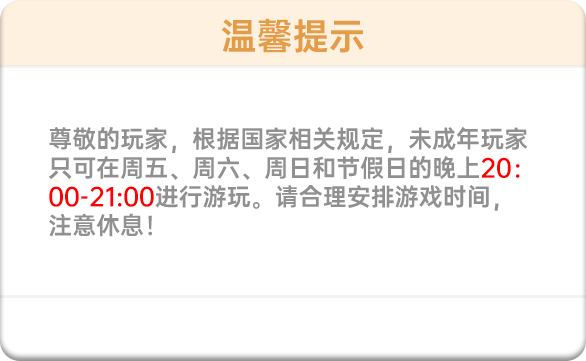 温馨提示
尊敬的玩家，根据国家相关规定，未成年玩家
只可在周五、周六、周日和节假日的晚上20：
00-21:00进行游玩。请合理安排游戏时间，
注意休息！